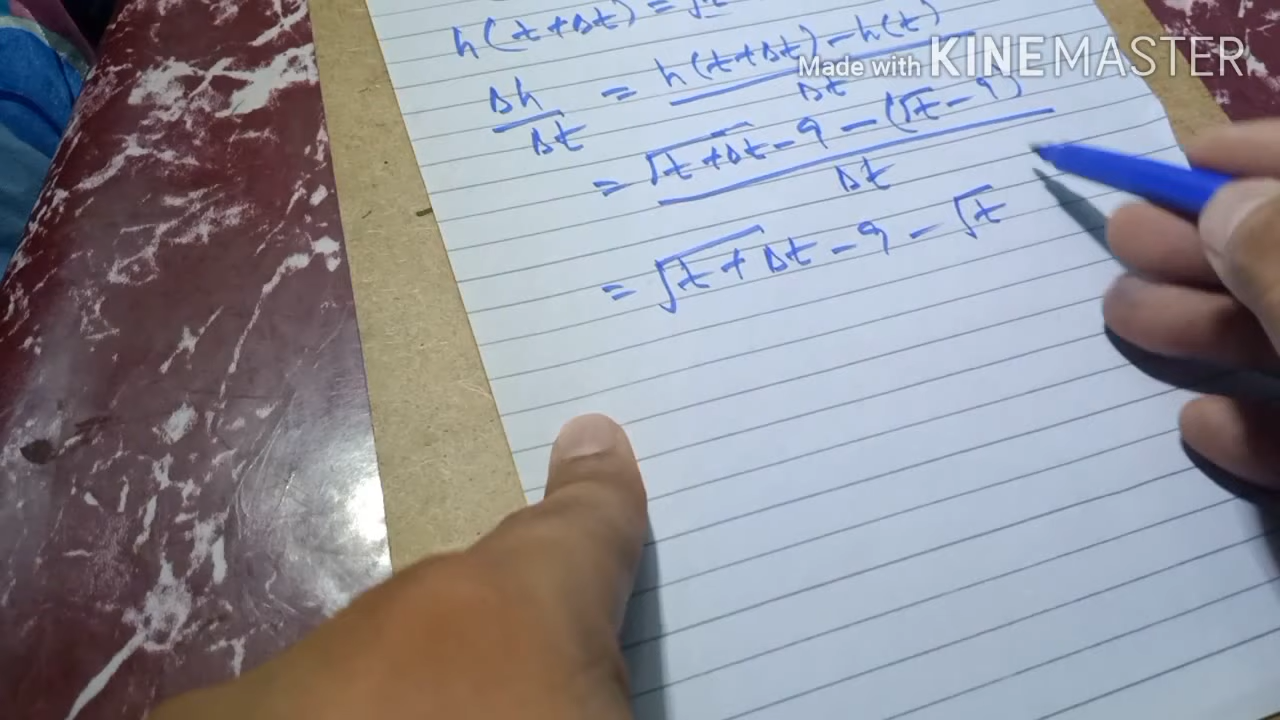 h(t+Δt) = √t
Δh/Δt = h(t+Δt) - h(t) / Δt
= √t+Δt - 9 - (√t - 9) / Δt
= √t+Δt - 9 - √t
Made with KINEMASTER